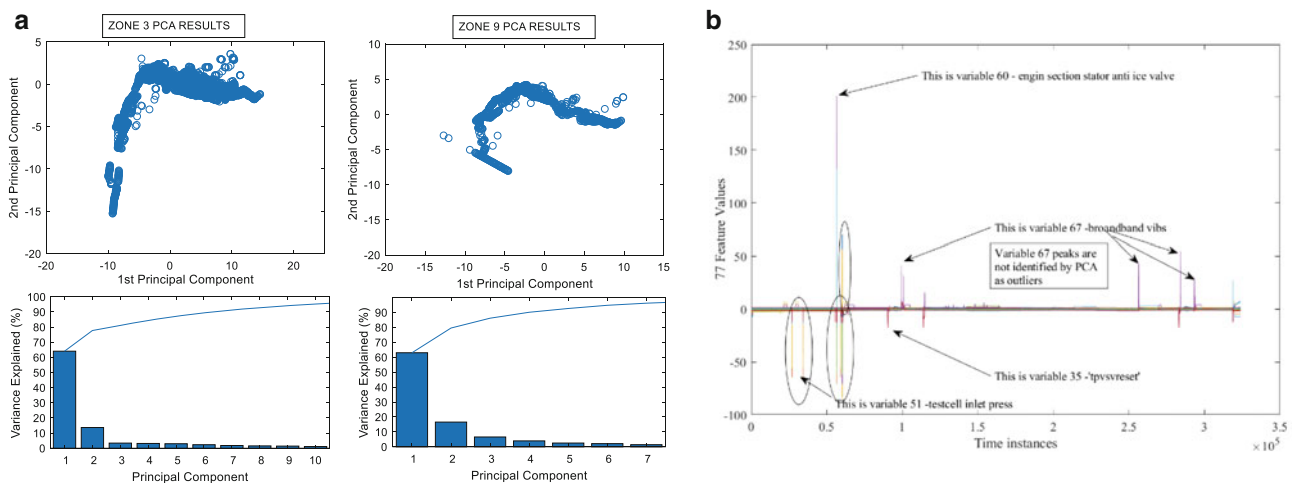 a
ZONE 3 PCA RESULTS
5
0
-5
-10
-15
-20
-20
-10
0
10
20
2nd Principal Component
1st Principal Component
ZONE 9 PCA RESULTS
10
5
0
-5
-10
-15
-20
-20
-15
-10
-5
0
5
10
15
2nd Principal Component
1st Principal Component
100
90
80
70
60
50
40
30
20
10
0
1 2 3 4 5 6 7 8 9 10
Variance Explained (%)
Principal Component
90
80
70
60
50
40
30
20
10
0
1 2 3 4 5 6 7
Variance Explained (%)
Principal Component
b
250
200
150
100
50
0
-50
-100
77 Feature Values
This is variable 60 - engin section stator anti ice valve
This is variable 67 -broandband vibs
Variable 67 peaks are
not identified by PCA
as outliers
This is variable 35 -'tpvsvreset'
This is variable 51 -testcell inlet press
0 0.5 1 1.5 2 2.5 3 3.5
Time instances
×10⁵